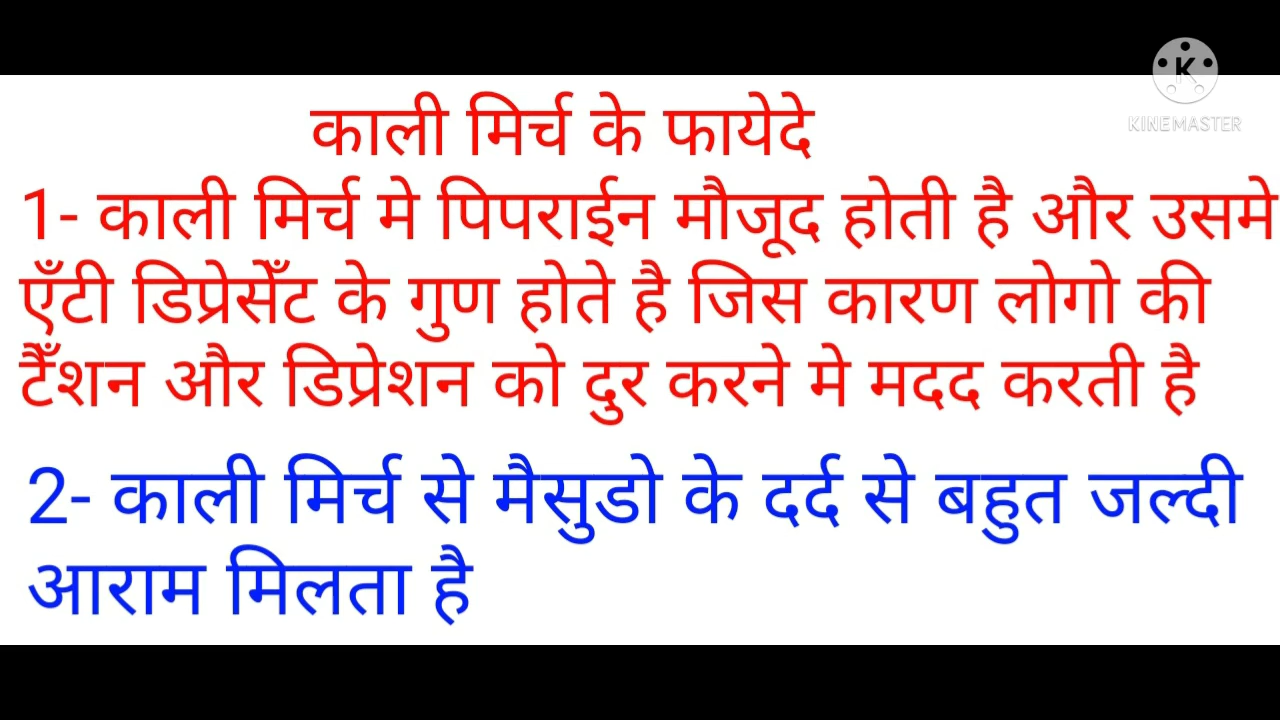 KINEMASTER
काली मिर्च के फायेदे
1- काली मिर्च मे पिपराईन मौजूद होती है और उसमे
एँटी डिप्रेसेँट के गुण होते है जिस कारण लोगो की
टैँशन और डिप्रेशन को दुर करने मे मदद करती है
2- काली मिर्च से मैसुडो के दर्द से बहुत जल्दी
आराम मिलता है